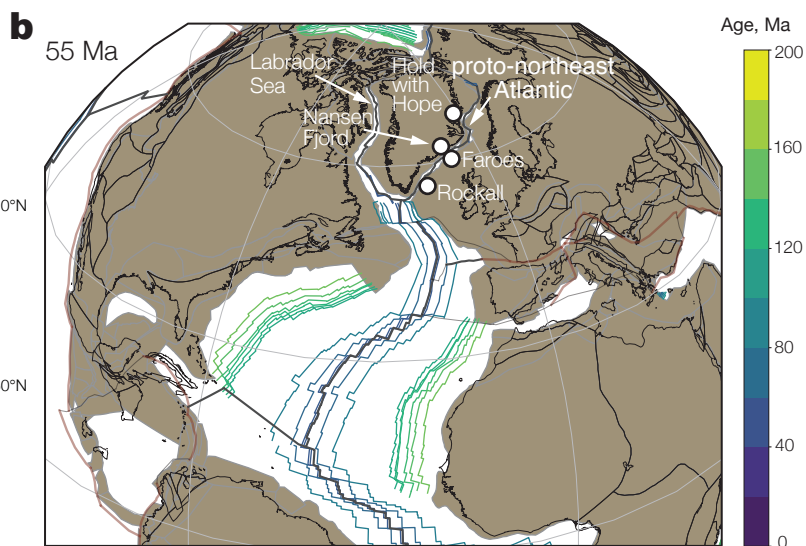 b
55 Ma
Age, Ma
Labrador
Sea
Hold
with
Hope
proto-northeast
Atlantic
Nansen
Fjord
Faroes
Rockall
0°N
0°N
200
160
120
80
40
0